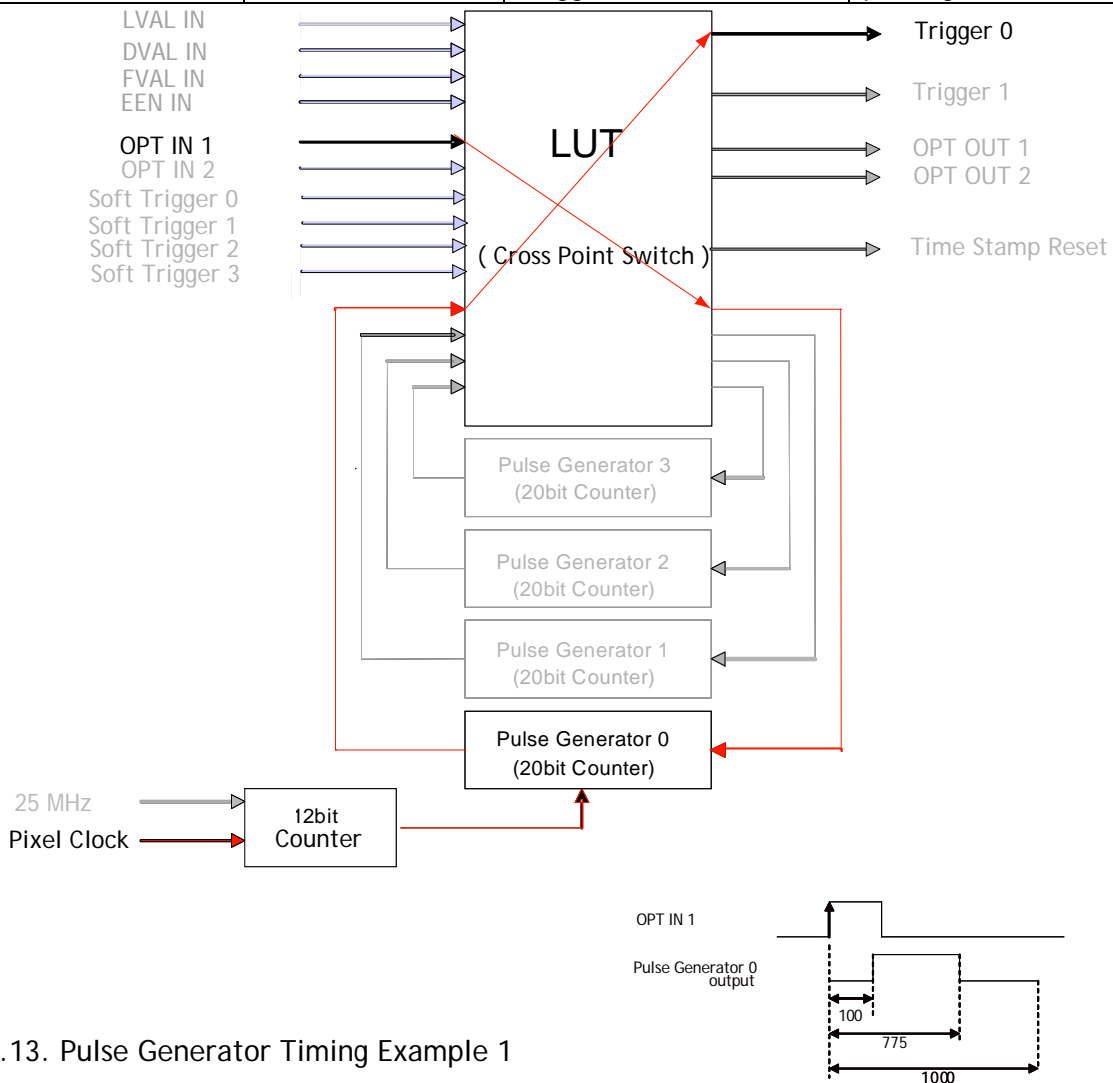 LVAL IN
DVAL IN
FVAL IN
EEN IN
OPT IN 1
OPT IN 2
Soft Trigger 0
Soft Trigger 1
Soft Trigger 2
Soft Trigger 3
LUT
( Cross Point Switch )
Trigger 0
Trigger 1
OPT OUT 1
OPT OUT 2
Time Stamp Reset
Pulse Generator 3
(20bit Counter)
Pulse Generator 2
(20bit Counter)
Pulse Generator 1
(20bit Counter)
Pulse Generator 0
(20bit Counter)
25 MHz
Pixel Clock
12bit
Counter
OPT IN 1
Pulse Generator 0
output
100
775
1000
.13. Pulse Generator Timing Example 1